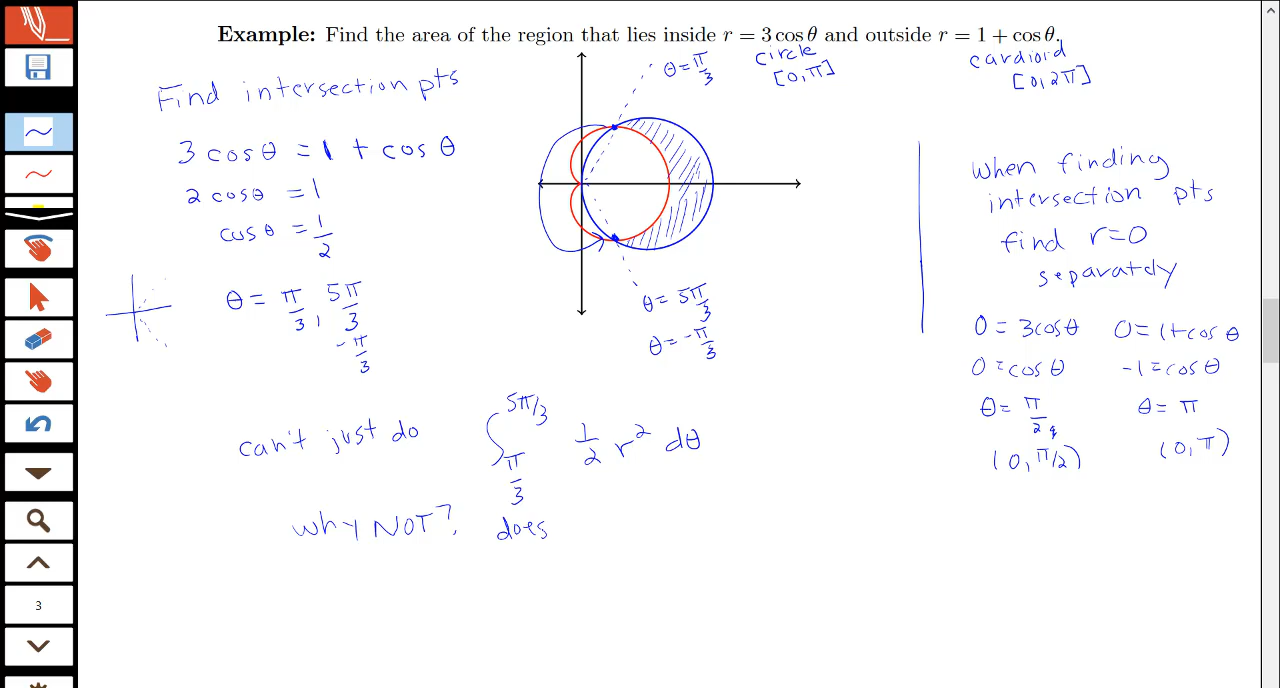 Example: Find the area of the region that lies inside r = 3 cos θ and outside r = 1 + cos θ.
Find intersection pts
3 cosθ = 1 + cos θ
2 cosθ = 1
cos θ = 1/2
θ = π/3, 5π/3
-π/3
θ = π/3
circle
[0, π]
cardioid
[0, 2π]
θ = 5π/3
θ = -π/3
when finding
intersection pts
find r=0
separately
0 = 3cosθ
0 = cos θ
θ = π/2
(0, π/2)
0 = 1+cos θ
-1 = cos θ
θ = π
(0, π)
can't just do ∫ π/3 5π/3 1/2 r² dθ
why NOT? does
3